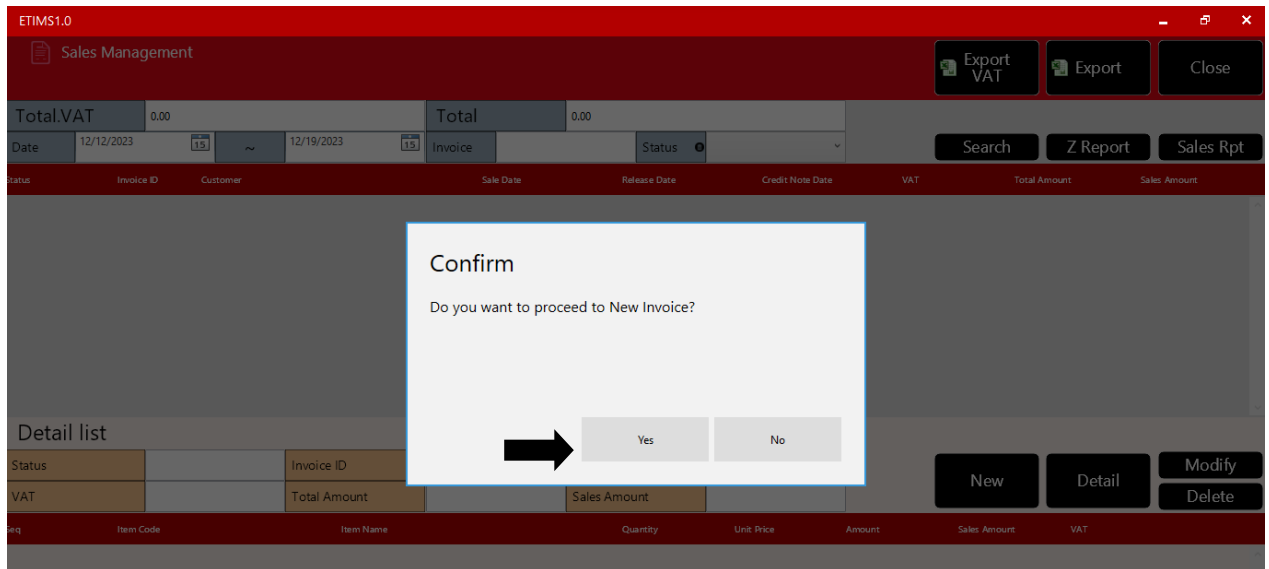 ETIMS1.0
Sales Management
Export VAT
Export
Close
Total.VAT 0.00 Total 0.00
Date 12/12/2023 15 ~ 12/19/2023 15 Invoice Status
Search Z Report Sales Rpt
Status Invoice ID Customer Sale Date Release Date Credit Note Date VAT Total Amount Sales Amount
Confirm
Do you want to proceed to New Invoice?
Yes No
Detail list
Status Invoice ID
VAT Total Amount Sales Amount
New Detail Modify
Delete
Seq Item Code Item Name Quantity Unit Price Amount Sales Amount VAT